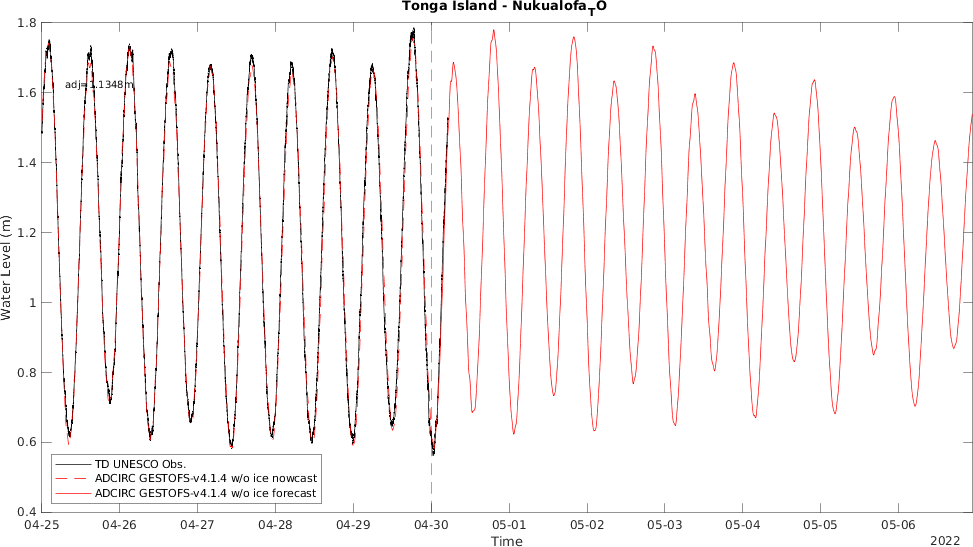 Tonga Island - NukualofaTO
1.8
1.6
1.4
1.2
1
0.8
0.6
0.4
Water Level (m)
adj=1.1348m
TD UNESCO Obs.
ADCIRC GESTOFS-v4.1.4 w/o ice nowcast
ADCIRC GESTOFS-v4.1.4 w/o ice forecast
04-25 04-26 04-27 04-28 04-29 04-30 05-01 05-02 05-03 05-04 05-05 05-06
Time
2022